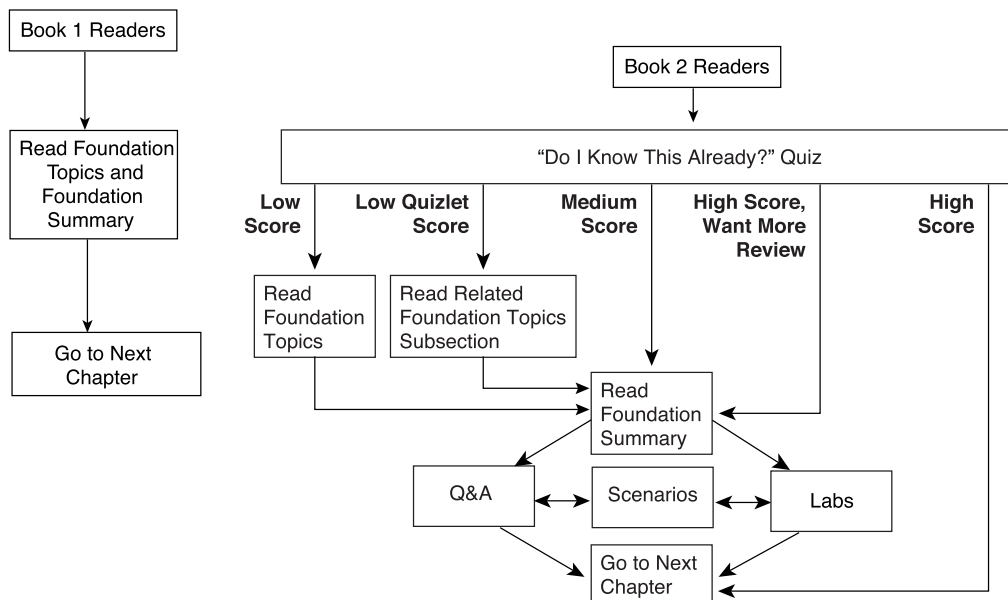 Book 1 Readers
Read Foundation
Topics and
Foundation
Summary
Go to Next
Chapter
Book 2 Readers
“Do I Know This Already?” Quiz
Low
Score
Low Quizlet
Score
Medium
Score
High Score,
Want More
Review
High
Score
Read
Foundation
Topics
Read Related
Foundation Topics
Subsection
Read
Foundation
Summary
Q&A
Scenarios
Labs
Go to Next
Chapter